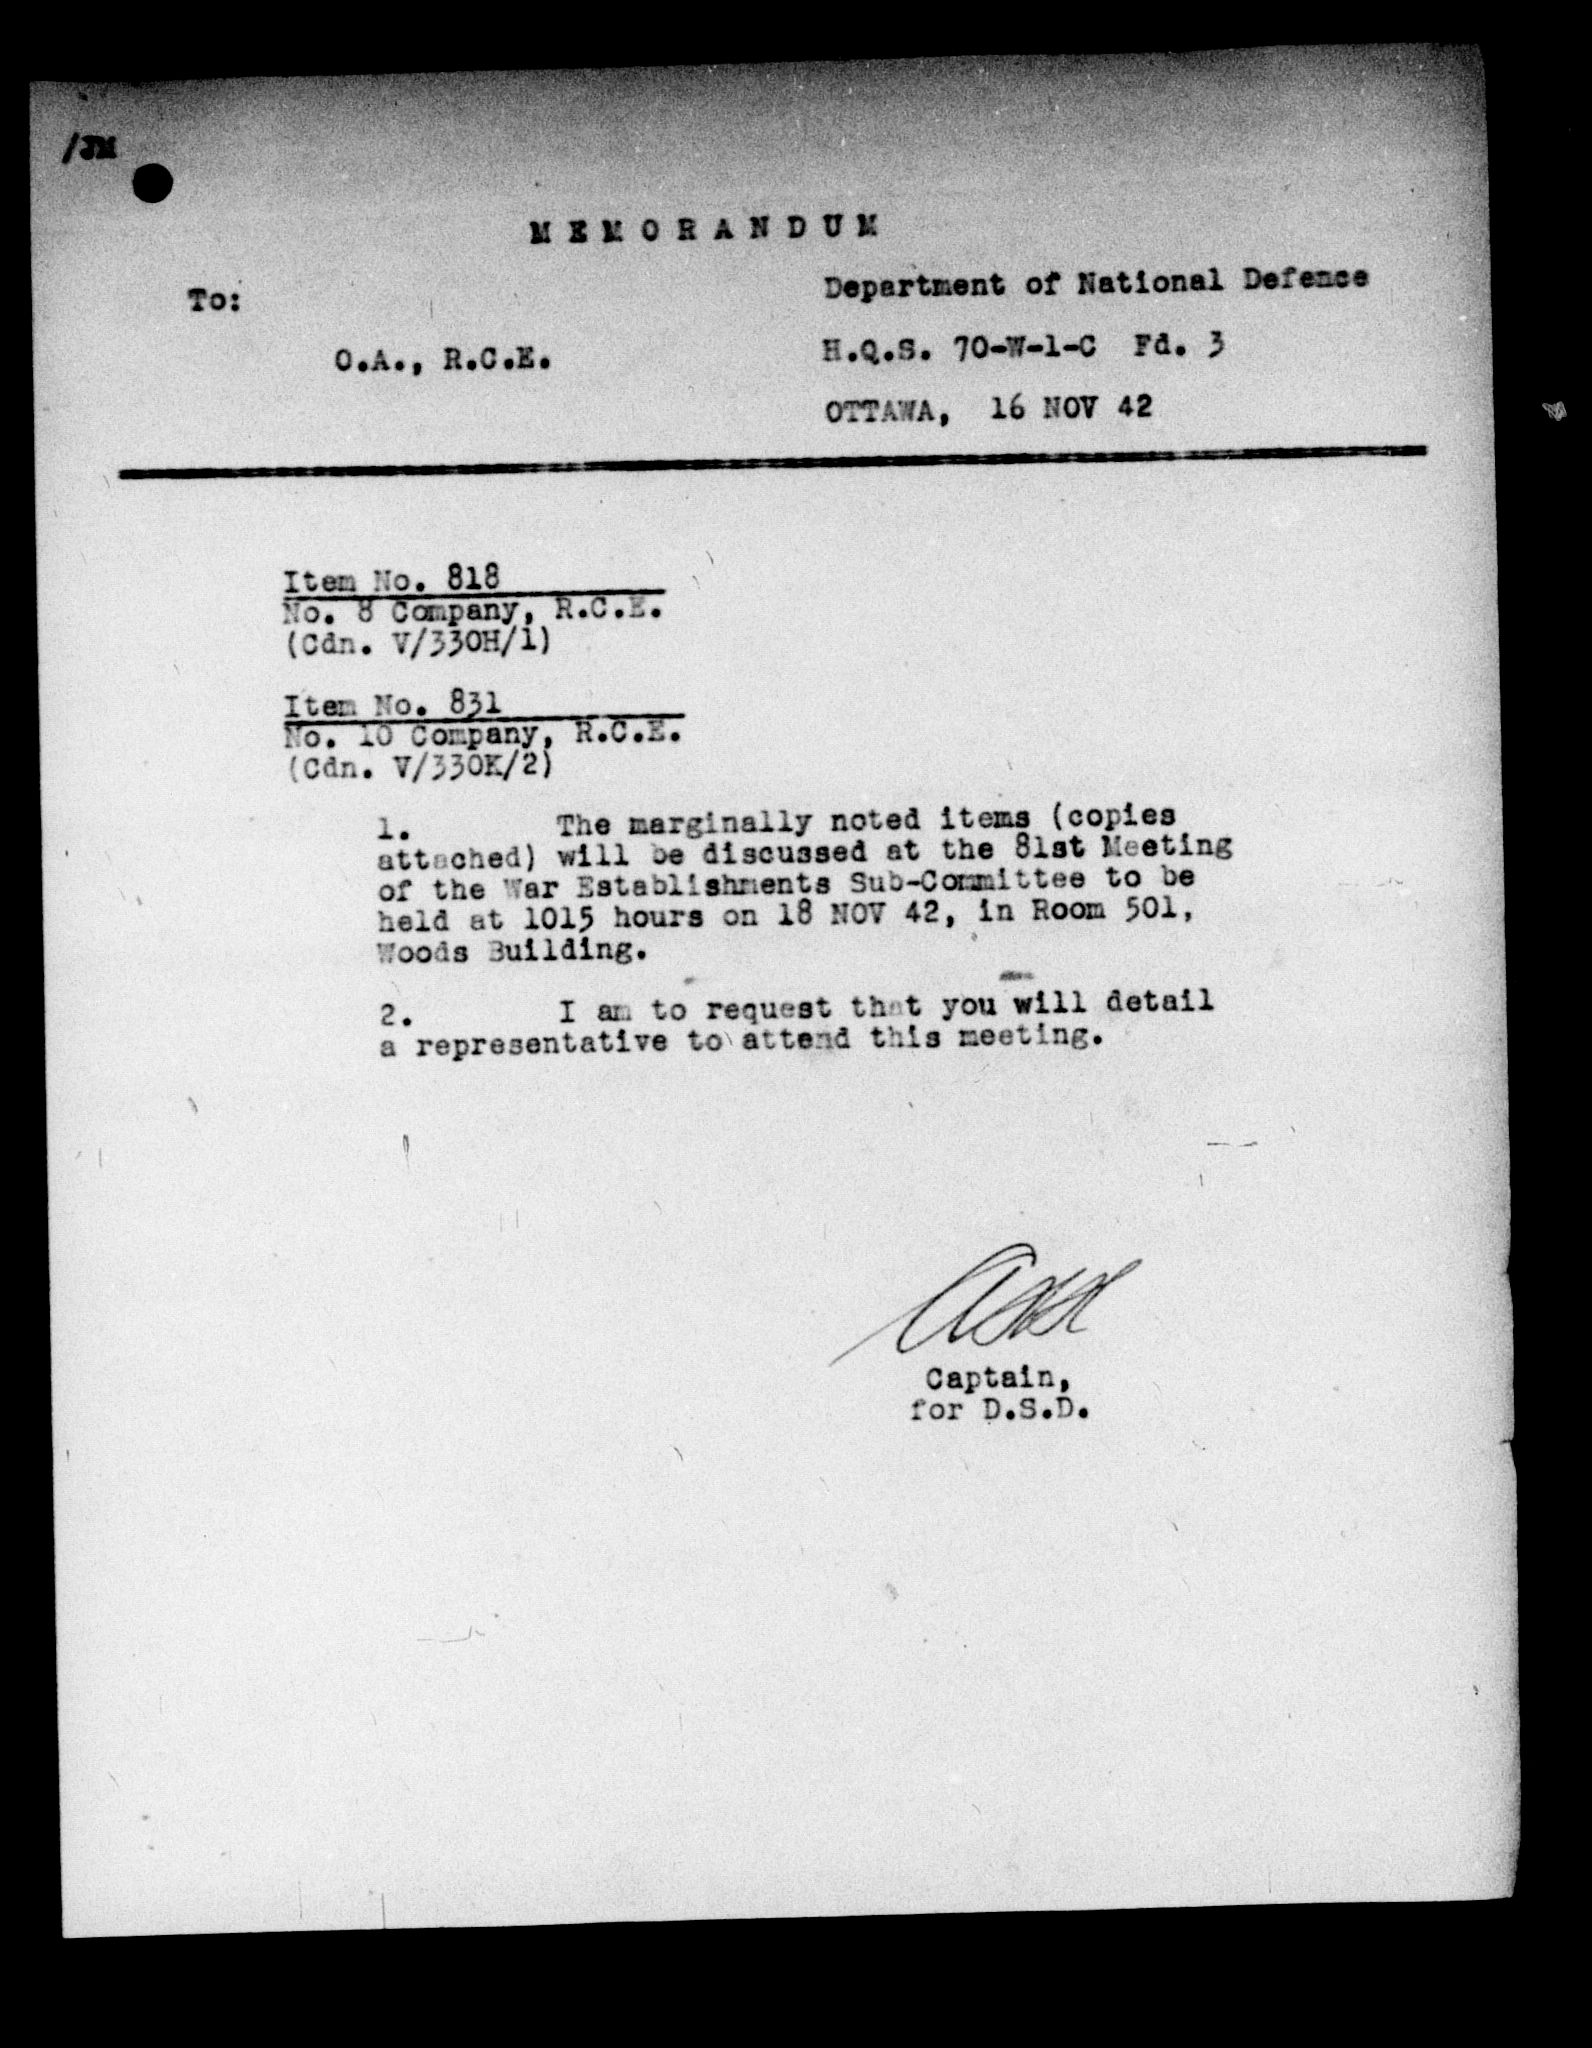 /JM
MEMORANDUM
To:
Department of National Defence
O.A., R.C.E.
H.Q.S. 70-W-1-C Fd. 3
OTTAWA, 16 NOV 42
Item No. 818
No. 8 Company, R.C.E.
(Cdn. V/330H/1)
Item No. 831
No. 10 Company, R.C.E.
(Cdn. V/330K/2)
1. The marginally noted items (copies
attached) will be discussed at the 81st Meeting
of the War Establishments Sub-Committee to be
held at 1015 hours on 18 NOV 42, in Room 501,
Woods Building.
2. I am to request that you will detail
a representative to attend this meeting.
Captain,
for D.S.D.